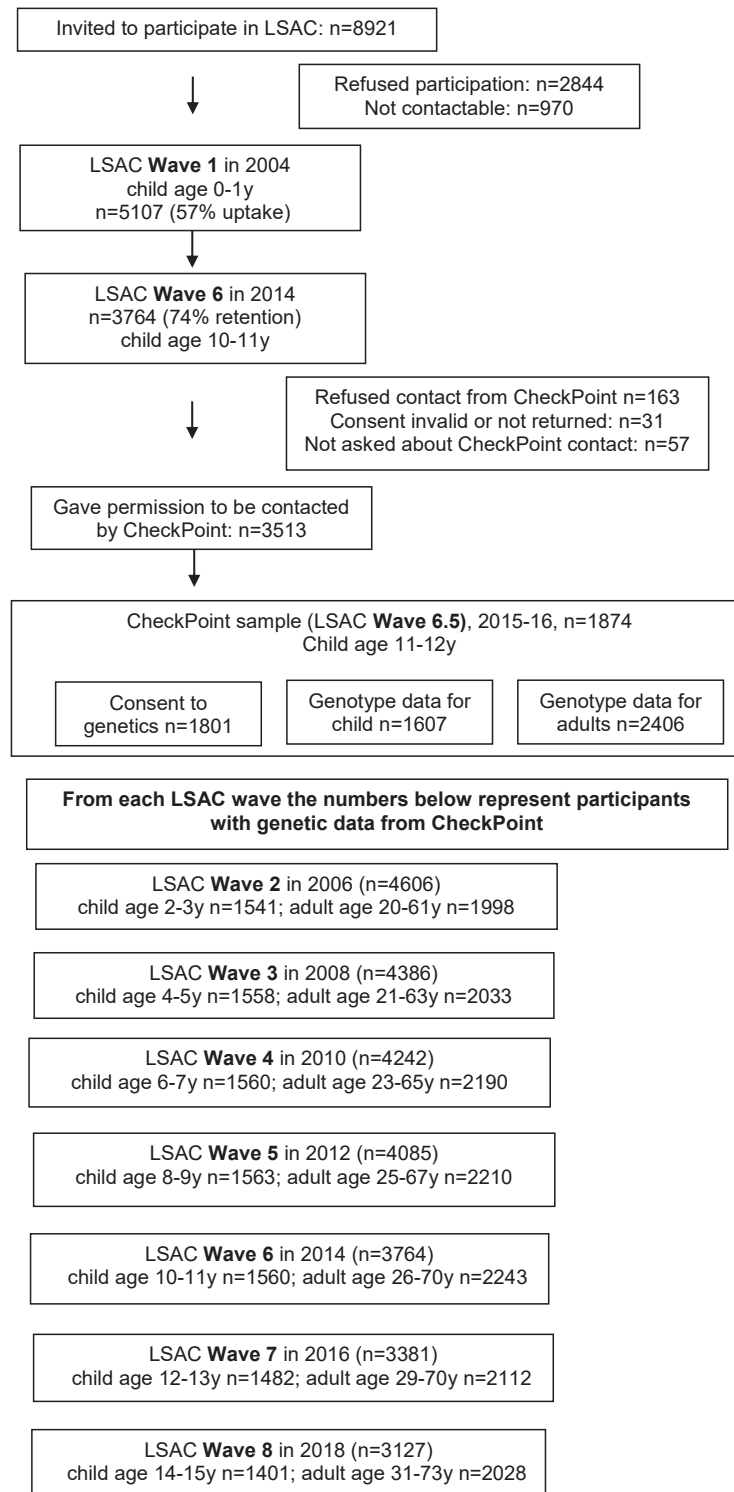 Invited to participate in LSAC: n=8921
Refused participation: n=2844
Not contactable: n=970
LSAC Wave 1 in 2004
child age 0-1y
n=5107 (57% uptake)
LSAC Wave 6 in 2014
n=3764 (74% retention)
child age 10-11y
Refused contact from CheckPoint n=163
Consent invalid or not returned: n=31
Not asked about CheckPoint contact: n=57
Gave permission to be contacted
by CheckPoint: n=3513
CheckPoint sample (LSAC Wave 6.5), 2015-16, n=1874
Child age 11-12y
Consent to
genetics n=1801
Genotype data for
child n=1607
Genotype data for
adults n=2406
From each LSAC wave the numbers below represent participants
with genetic data from CheckPoint
LSAC Wave 2 in 2006 (n=4606)
child age 2-3y n=1541; adult age 20-61y n=1998
LSAC Wave 3 in 2008 (n=4386)
child age 4-5y n=1558; adult age 21-63y n=2033
LSAC Wave 4 in 2010 (n=4242)
child age 6-7y n=1560; adult age 23-65y n=2190
LSAC Wave 5 in 2012 (n=4085)
child age 8-9y n=1563; adult age 25-67y n=2210
LSAC Wave 6 in 2014 (n=3764)
child age 10-11y n=1560; adult age 26-70y n=2243
LSAC Wave 7 in 2016 (n=3381)
child age 12-13y n=1482; adult age 29-70y n=2112
LSAC Wave 8 in 2018 (n=3127)
child age 14-15y n=1401; adult age 31-73y n=2028